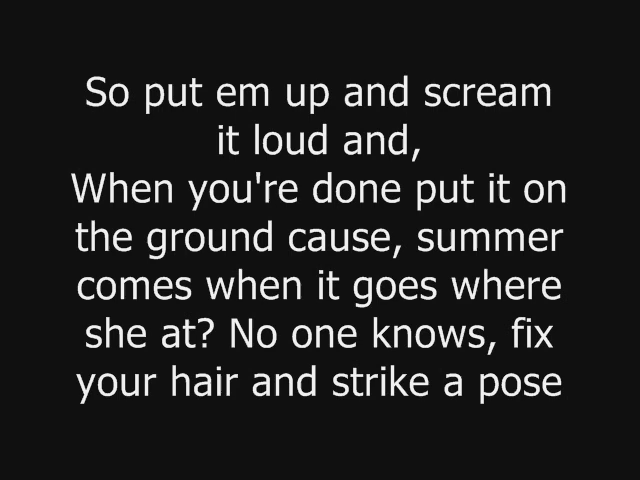 So put em up and scream
it loud and,
When you're done put it on
the ground cause, summer
comes when it goes where
she at? No one knows, fix
your hair and strike a pose